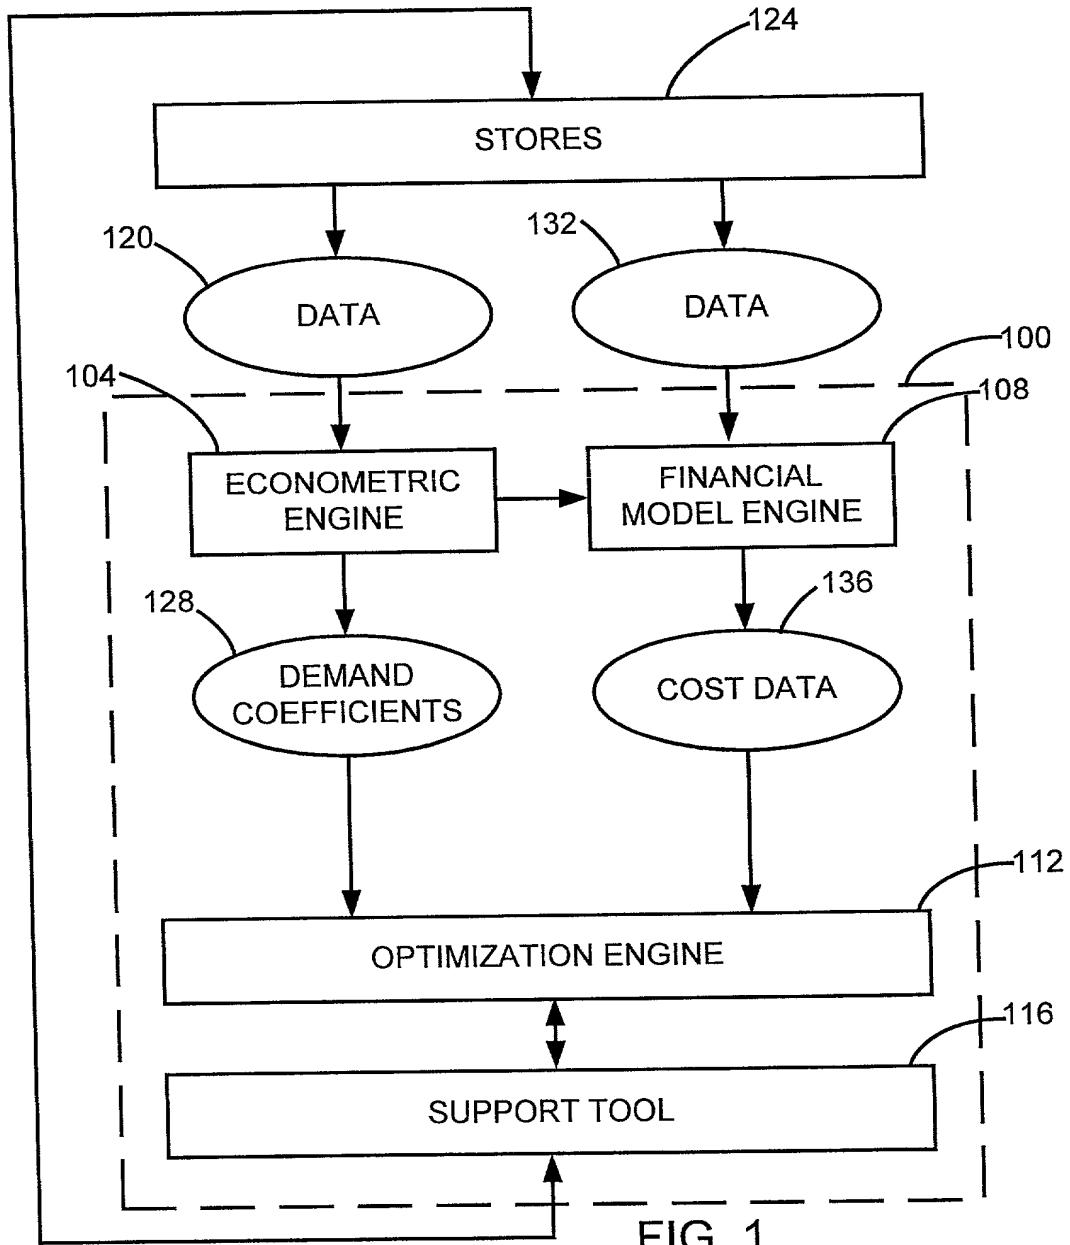 124
STORES
120
132
DATA
DATA
100
104
108
ECONOMETRIC
ENGINE
FINANCIAL
MODEL ENGINE
128
136
DEMAND
COEFFICIENTS
COST DATA
112
OPTIMIZATION ENGINE
116
SUPPORT TOOL
FIG. 1